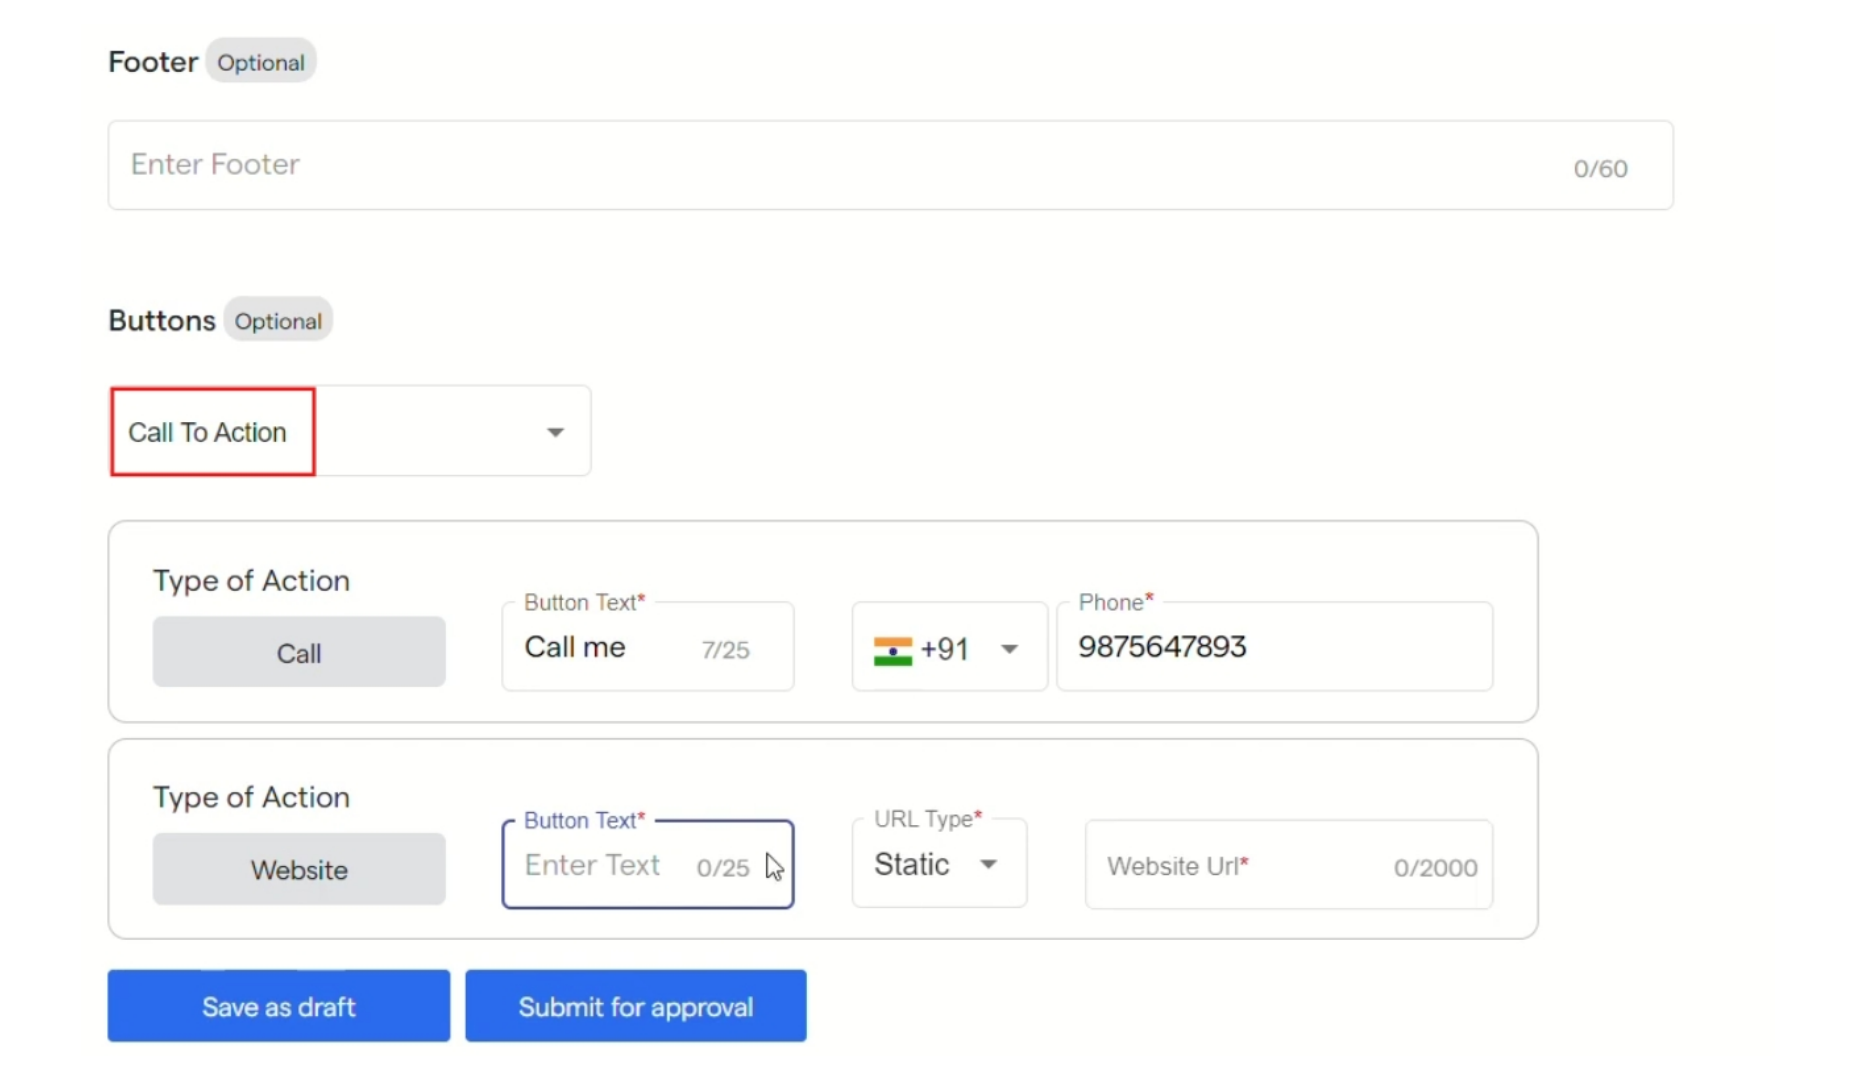 Footer Optional
Enter Footer 0/60
Buttons Optional
Call To Action
Type of Action
Call
Button Text*
Call me 7/25
+91
Phone*
9875647893
Type of Action
Website
Button Text*
Enter Text 0/25
URL Type*
Static
Website Url* 0/2000
Save as draft
Submit for approval